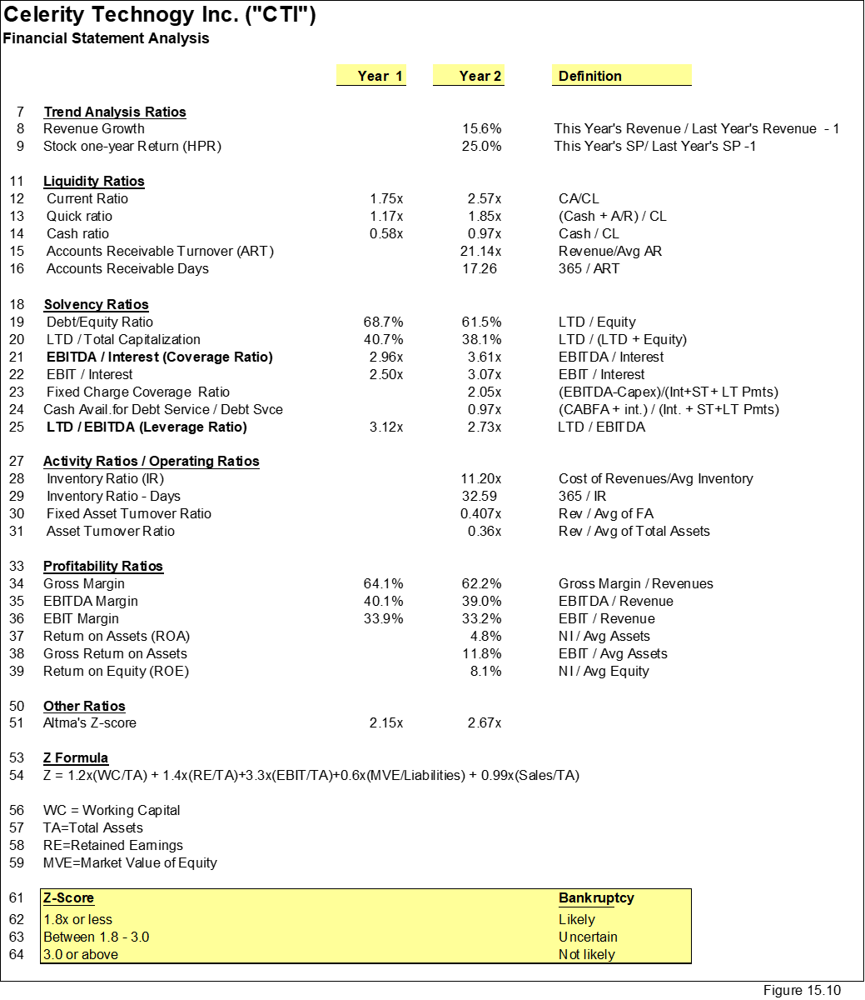 Celerity Technogy Inc. ("CTI")
Financial Statement Analysis
Year 1 Year 2 Definition
7 Trend Analysis Ratios
8 Revenue Growth 15.6% This Year's Revenue / Last Year's Revenue - 1
9 Stock one-year Return (HPR) 25.0% This Year's SP/ Last Year's SP -1
11 Liquidity Ratios
12 Current Ratio 1.75x 2.57x CA/CL
13 Quick ratio 1.17x 1.85x (Cash + A/R) / CL
14 Cash ratio 0.58x 0.97x Cash / CL
15 Accounts Receivable Turnover (ART) 21.14x Revenue/Avg AR
16 Accounts Receivable Days 17.26 365 / ART
18 Solvency Ratios
19 Debt/Equity Ratio 68.7% 61.5% LTD / Equity
20 LTD / Total Capitalization 40.7% 38.1% LTD / (LTD + Equity)
21 EBITDA / Interest (Coverage Ratio) 2.96x 3.61x EBITDA / Interest
22 EBIT / Interest 2.50x 3.07x EBIT / Interest
23 Fixed Charge Coverage Ratio 2.05x (EBITDA-Capex)/(Int+ST+ LT Pmts)
24 Cash Avail.for Debt Service / Debt Svce 0.97x (CABFA + int.) / (Int. + ST+LT Pmts)
25 LTD / EBITDA (Leverage Ratio) 3.12x 2.73x LTD / EBITDA
27 Activity Ratios / Operating Ratios
28 Inventory Ratio (IR) 11.20x Cost of Revenues/Avg Inventory
29 Inventory Ratio - Days 32.59 365 / IR
30 Fixed Asset Turnover Ratio 0.407x Rev / Avg of FA
31 Asset Turnover Ratio 0.36x Rev / Avg of Total Assets
33 Profitability Ratios
34 Gross Margin 64.1% 62.2% Gross Margin / Revenues
35 EBITDA Margin 40.1% 39.0% EBITDA / Revenue
36 EBIT Margin 33.9% 33.2% EBIT / Revenue
37 Return on Assets (ROA) 4.8% NI / Avg Assets
38 Gross Return on Assets 11.8% EBIT / Avg Assets
39 Return on Equity (ROE) 8.1% NI / Avg Equity
50 Other Ratios
51 Altma's Z-score 2.15x 2.67x
53 Z Formula
54 Z = 1.2x(WC/TA) + 1.4x(RE/TA)+3.3x(EBIT/TA)+0.6x(MVE/Liabilities) + 0.99x(Sales/TA)
56 WC = Working Capital
57 TA=Total Assets
58 RE=Retained Earnings
59 MVE=Market Value of Equity
61 Z-Score Bankruptcy
62 1.8x or less Likely
63 Between 1.8 - 3.0 Uncertain
64 3.0 or above Not likely
Figure 15.10